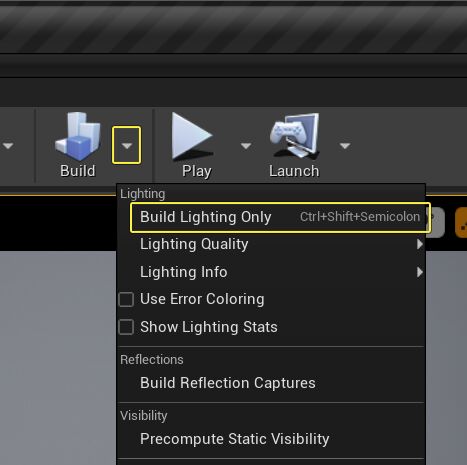 Build
Play
Launch
Lighting
Build Lighting Only Ctrl+Shift+Semicolon
Lighting Quality
Lighting Info
Use Error Coloring
Show Lighting Stats
Reflections
Build Reflection Captures
Visibility
Precompute Static Visibility